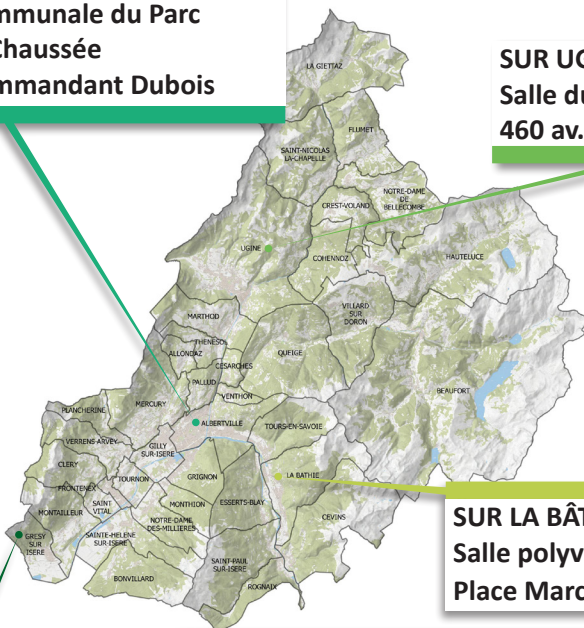 mmunale du Parc
Chaussée
mmandant Dubois
SUR UG
Salle du
460 av.
LA GIETTAZ
FLUMET
SAINT-NICOLAS
LA-CHAPELLE
NOTRE-DAME
DE
BELLECOMBE
CREST-VOLAND
UGINE
COHENNOZ
HAUTELUCE
VILLARD
SUR
DORON
MARTHOD
THENESOL
ALLONDAZ
CESARCHES
QUEIGE
PALLUD
BEAUFORT
VENTHON
MERCURY
PLANCHERINE
ALBERTVILLE
TOURS-EN-SAVOIE
VERRENS-ARVEY
GILLY
SUR-ISERE
CLERY
TOURNON
GRIGNON
LA BATHIE
FRONTENEX
SAINT
VITAL
MONTHION
ESSERTS-BLAY
MONTAILLEUR
CEVINS
NOTRE-DAME
DES-MILLIERES
GRESY
SUR
ISERE
SAINTE-HELENE
SUR-ISERE
SAINT-PAUL
SUR-ISERE
BONVILLARD
ROGNAIX
SUR LA BÂT
Salle polyv
Place Marc